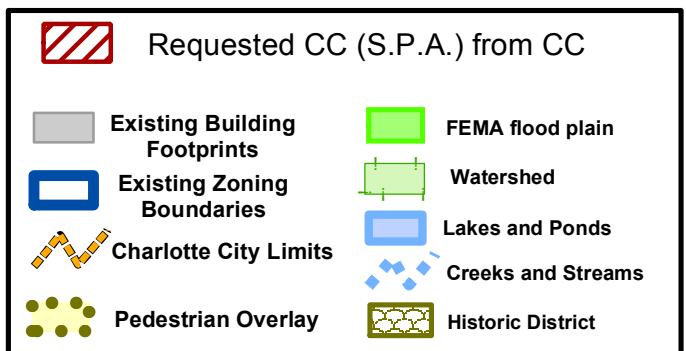 Requested CC (S.P.A.) from CC
Existing Building
Footprints
Existing Zoning
Boundaries
Charlotte City Limits
Pedestrian Overlay
FEMA flood plain
Watershed
Lakes and Ponds
Creeks and Streams
Historic District